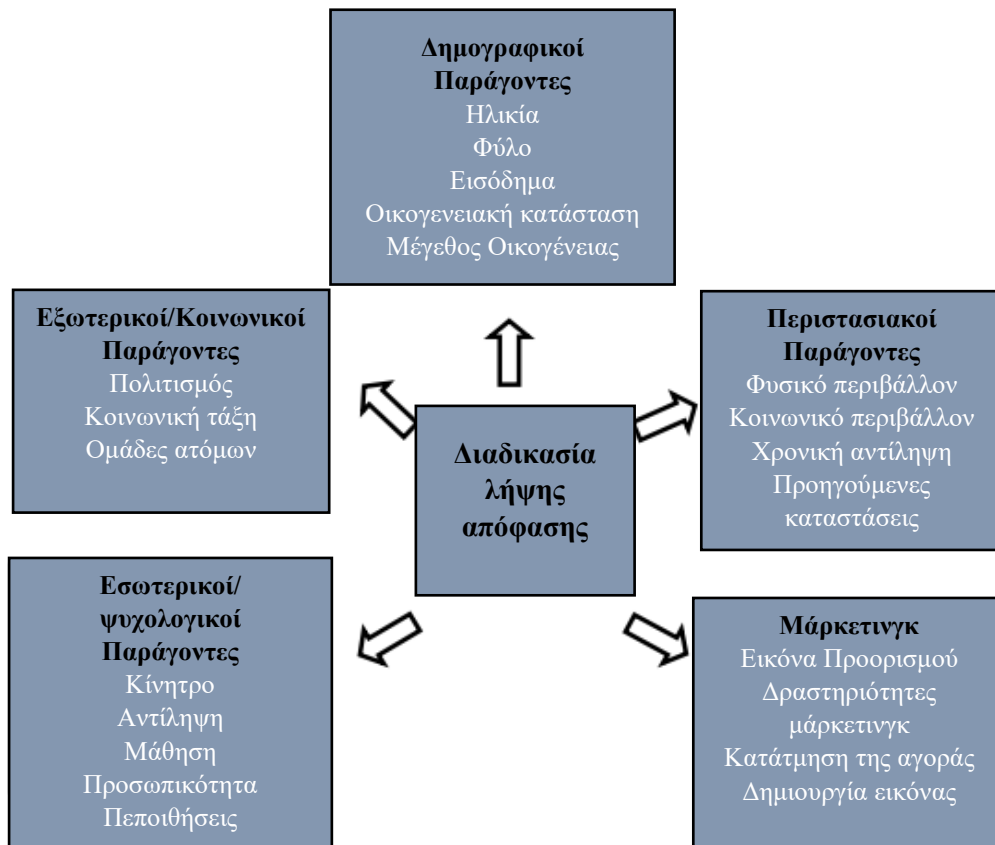 Δημογραφικοί
Παράγοντες
Ηλικία
Φύλο
Εισόδημα
Οικογενειακή κατάσταση
Μέγεθος Οικογένειας
Εξωτερικοί/Κοινωνικοί
Παράγοντες
Πολιτισμός
Κοινωνική τάξη
Ομάδες ατόμων
Περιστασιακοί
Παράγοντες
Φυσικό περιβάλλον
Κοινωνικό περιβάλλον
Χρονική αντίληψη
Προηγούμενες
καταστάσεις
Διαδικασία
λήψης
απόφασης
Εσωτερικοί/
ψυχολογικοί
Παράγοντες
Κίνητρο
Αντίληψη
Μάθηση
Προσωπικότητα
Πεποιθήσεις
Μάρκετινγκ
Εικόνα Προορισμού
Δραστηριότητες
μάρκετινγκ
Κατάτμηση της αγοράς
Δημιουργία εικόνας